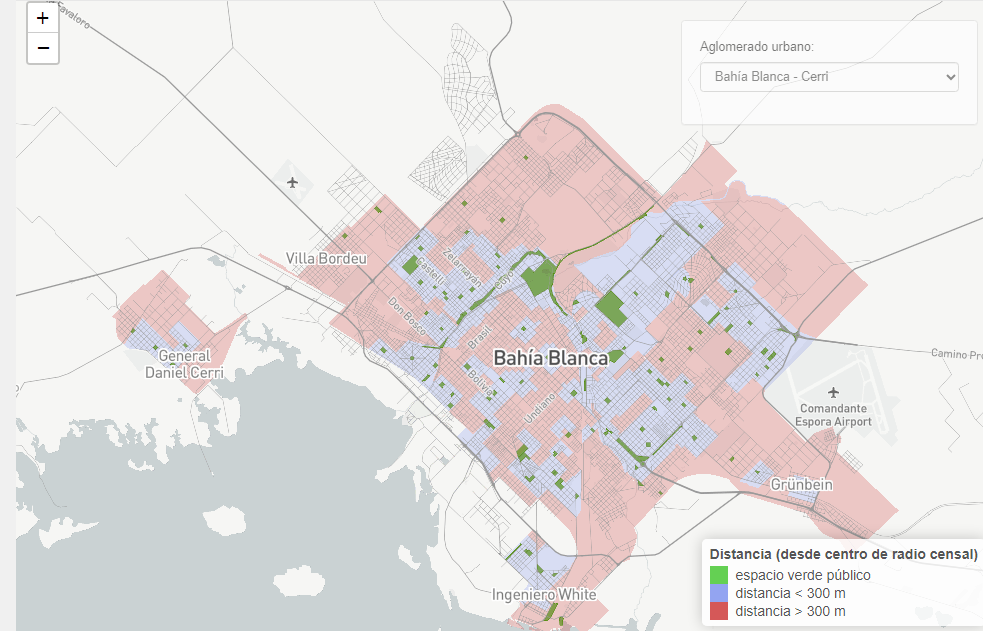 +
−
Favaloro
Aglomerado urbano:
Bahía Blanca - Cerri
Villa Bordeu
Zelarrayán
Castelli
Cuyo
Don Bosco
Brasil
Bahía Blanca
General
Daniel Cerri
Bolivia
Undiano
Camino Pre
Comandante
Espora Airport
Grünbein
Ingeniero White
Distancia (desde centro de radio censal)
espacio verde público
distancia < 300 m
distancia > 300 m